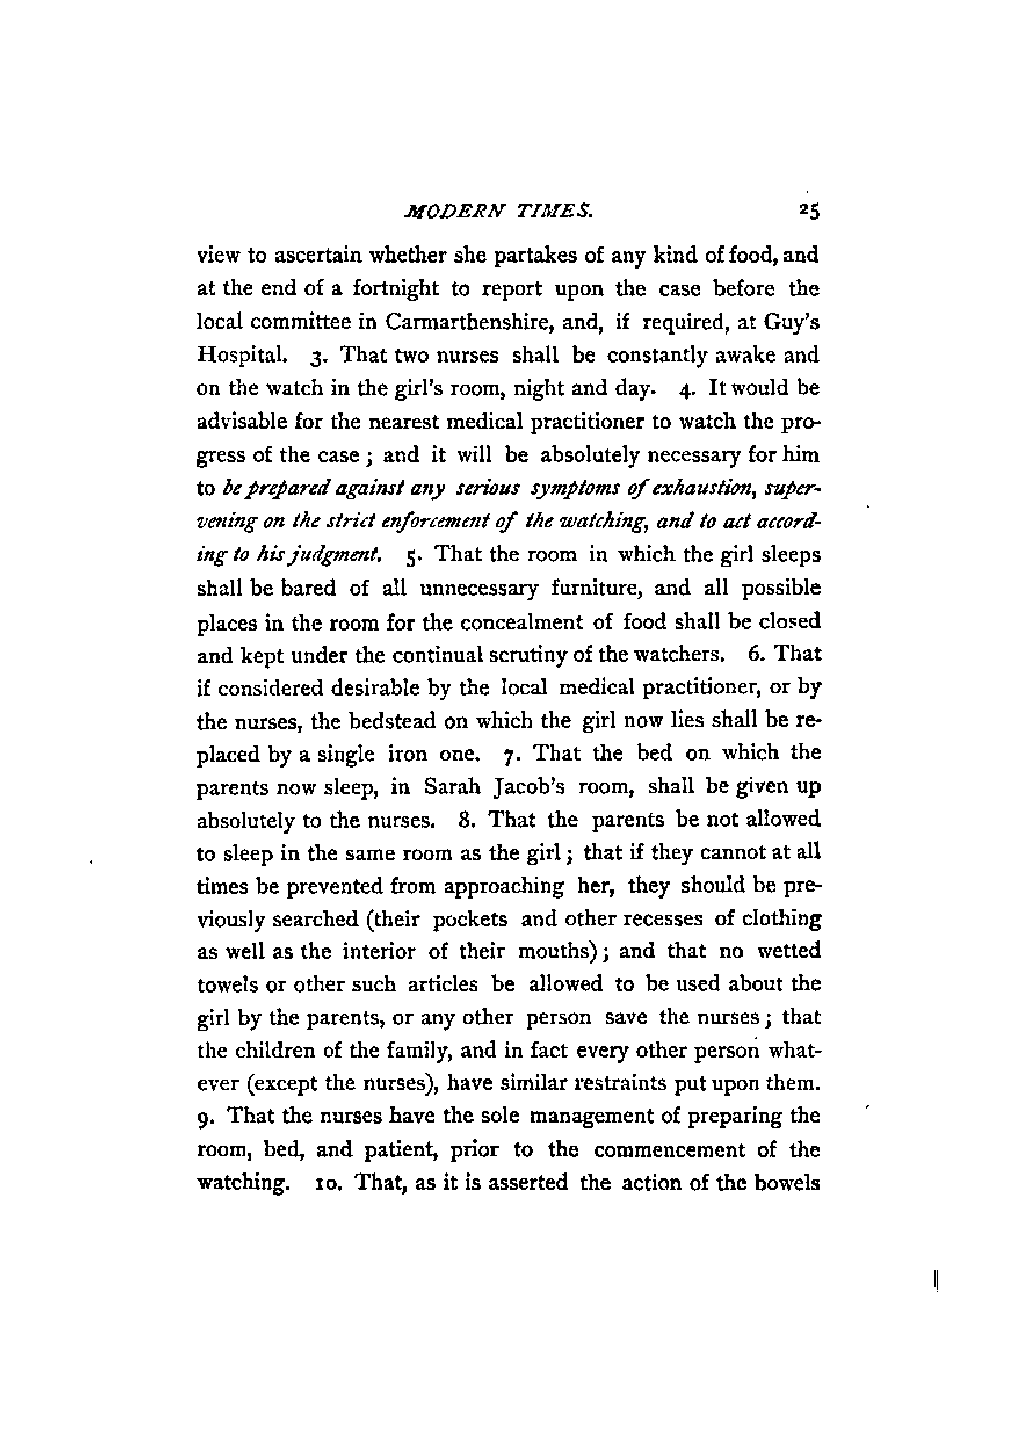 MODERN TIMES. 25
view to ascertain whether she partakes of any kind of food, and
at the end of a fortnight to report upon the case before the
local committee in Carmarthenshire, and, if required, at Guy's
Hospital. 3. That two nurses shall be constantly awake and
on the watch in the girl's room, night and day. 4. It would be
advisable for the nearest medical practitioner to watch the pro-
gress of the case ; and it will be absolutely necessary for him
to be prepared against any serious symptoms of exhaustion, super-
vening on the strict enforcement of the watching, and to act accord-
ing to his judgment. 5. That the room in which the girl sleeps
shall be bared of all unnecessary furniture, and all possible
places in the room for the concealment of food shall be closed
and kept under the continual scrutiny of the watchers. 6. That
if considered desirable by the local medical practitioner, or by
the nurses, the bedstead on which the girl now lies shall be re-
placed by a single iron one. 7. That the bed on which the
parents now sleep, in Sarah Jacob's room, shall be given up
absolutely to the nurses. 8. That the parents be not allowed
to sleep in the same room as the girl ; that if they cannot at all
times be prevented from approaching her, they should be pre-
viously searched (their pockets and other recesses of clothing
as well as the interior of their mouths) ; and that no wetted
towels or other such articles be allowed to be used about the
girl by the parents, or any other person save the nurses ; that
the children of the family, and in fact every other person what-
ever (except the nurses), have similar restraints put upon them.
9. That the nurses have the sole management of preparing the
room, bed, and patient, prior to the commencement of the
watching. 10. That, as it is asserted the action of the bowels